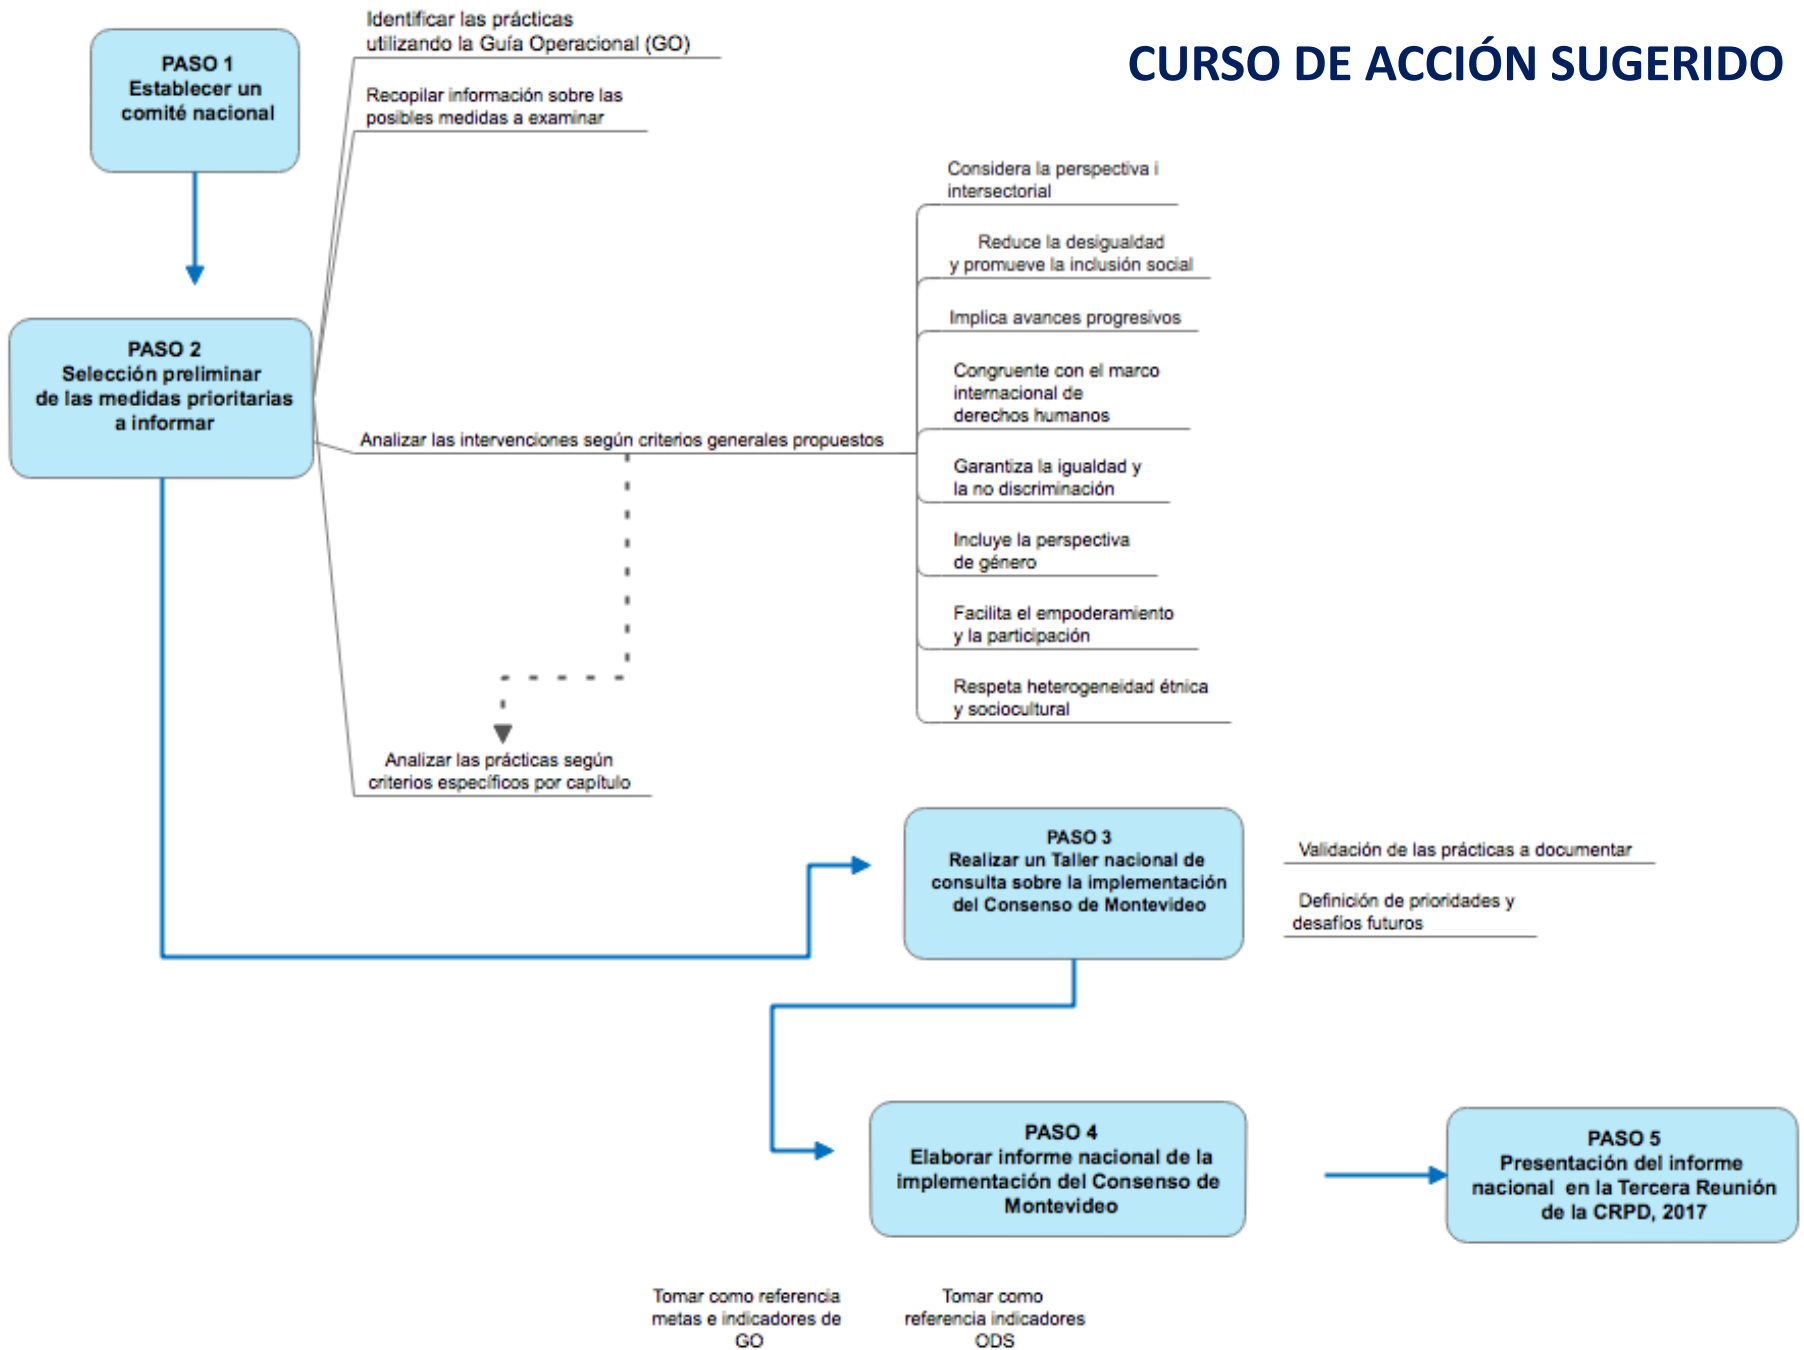 CURSO DE ACCIÓN SUGERIDO
PASO 1
Establecer un
comité nacional
Identificar las prácticas
utilizando la Guía Operacional (GO)
Recopilar información sobre las
posibles medidas a examinar
PASO 2
Selección preliminar
de las medidas prioritarias
a informar
Analizar las intervenciones según criterios generales propuestos
Considera la perspectiva i
intersectorial
Reduce la desigualdad
y promueve la inclusión social
Implica avances progresivos
Congruente con el marco
internacional de
derechos humanos
Garantiza la igualdad y
la no discriminación
Incluye la perspectiva
de género
Facilita el empoderamiento
y la participación
Respeta heterogeneidad étnica
y sociocultural
Analizar las prácticas según
criterios específicos por capítulo
PASO 3
Realizar un Taller nacional de
consulta sobre la implementación
del Consenso de Montevideo
Validación de las prácticas a documentar
Definición de prioridades y
desafíos futuros
PASO 4
Elaborar informe nacional de la
implementación del Consenso de
Montevideo
PASO 5
Presentación del informe
nacional en la Tercera Reunión
de la CRPD, 2017
Tomar como referencia
metas e indicadores de
GO
Tomar como
referencia indicadores
ODS